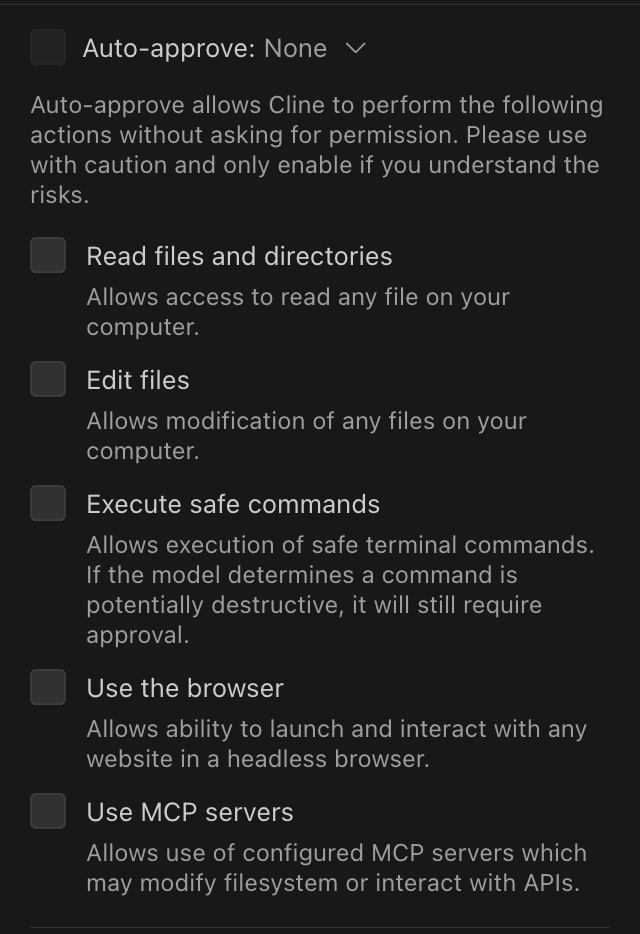 Auto-approve: None
Auto-approve allows Cline to perform the following
actions without asking for permission. Please use
with caution and only enable if you understand the
risks.
Read files and directories
Allows access to read any file on your
computer.
Edit files
Allows modification of any files on your
computer.
Execute safe commands
Allows execution of safe terminal commands.
If the model determines a command is
potentially destructive, it will still require
approval.
Use the browser
Allows ability to launch and interact with any
website in a headless browser.
Use MCP servers
Allows use of configured MCP servers which
may modify filesystem or interact with APIs.